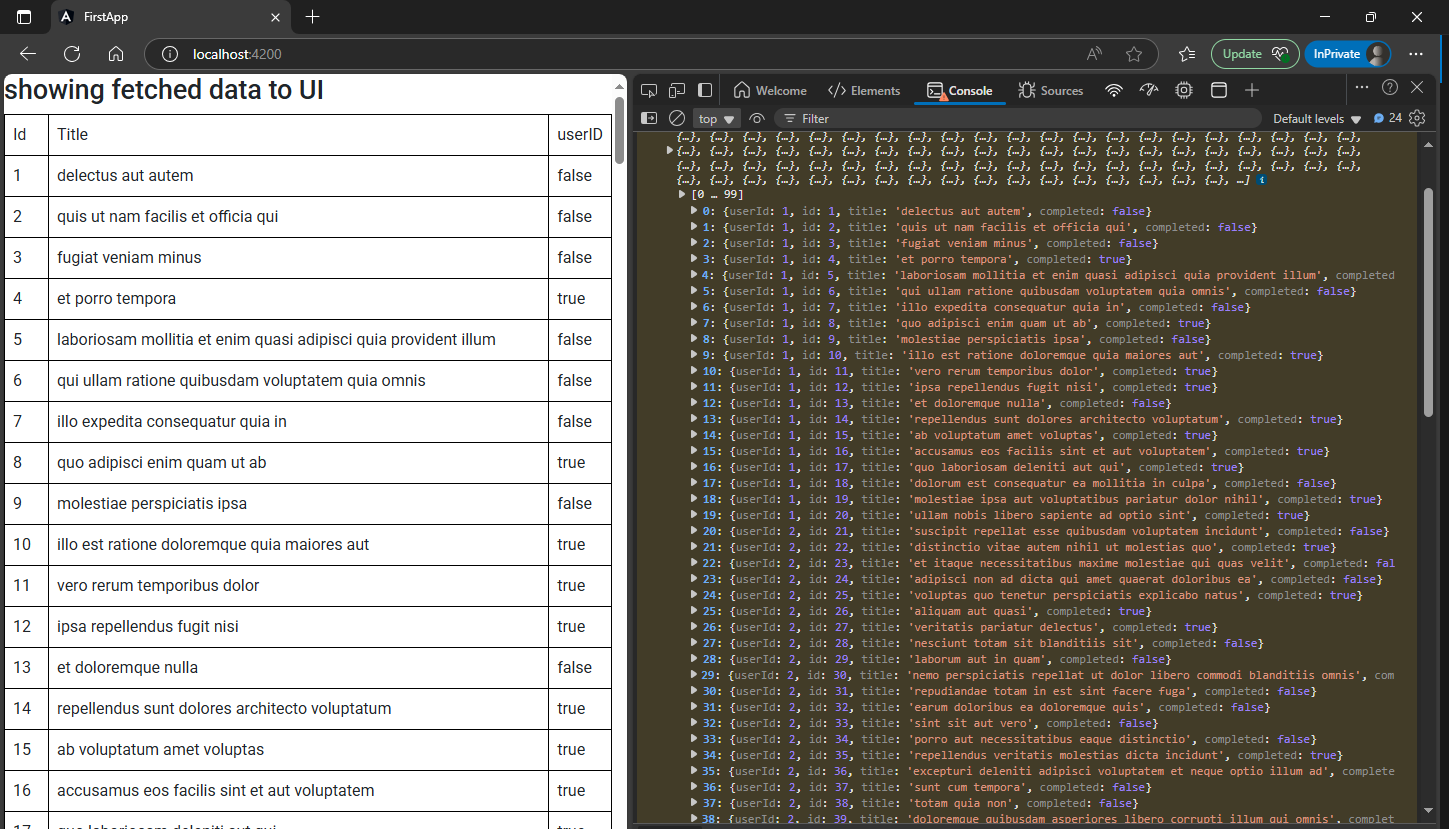 FirstApp
localhost:4200
Update
InPrivate
showing fetched data to UI
Id Title userID
1 delectus aut autem false
2 quis ut nam facilis et officia qui false
3 fugiat veniam minus false
4 et porro tempora true
5 laboriosam mollitia et enim quasi adipisci quia provident illum false
6 qui ullam ratione quibusdam voluptatem quia omnis false
7 illo expedita consequatur quia in false
8 quo adipisci enim quam ut ab true
9 molestiae perspiciatis ipsa false
10 illo est ratione doloremque quia maiores aut true
11 vero rerum temporibus dolor true
12 ipsa repellendus fugit nisi true
13 et doloremque nulla false
14 repellendus sunt dolores architecto voluptatum true
15 ab voluptatum amet voluptas true
16 accusamus eos facilis sint et aut voluptatem true
17 quo laboriosam deleniti aut qui true
Welcome Elements Console Sources
top Filter Default levels 24
{…}, {…}, {…}, {…}, {…}, {…}, {…}, {…}, {…}, {…}, {…}, {…}, {…}, {…}, {…}, {…}, {…}, {…}, {…}, {…}, {…},
{…}, {…}, {…}, {…}, {…}, {…}, {…}, {…}, {…}, {…}, {…}, {…}, {…}, {…}, {…}, {…}, {…}, {…}, {…}, {…}, {…},
{…}, {…}, {…}, {…}, {…}, {…}, {…}, {…}, {…}, {…}, {…}, {…}, {…}, {…}, {…}, {…}, {…}, {…}, {…}, {…}, {…},
{…}, {…}, {…}, {…}, {…}, {…}, {…}, {…}, {…}, {…}, {…}, {…}, {…}, {…}, {…}, {…}, {…}, …] i
[0 … 99]
0: {userId: 1, id: 1, title: 'delectus aut autem', completed: false}
1: {userId: 1, id: 2, title: 'quis ut nam facilis et officia qui', completed: false}
2: {userId: 1, id: 3, title: 'fugiat veniam minus', completed: false}
3: {userId: 1, id: 4, title: 'et porro tempora', completed: true}
4: {userId: 1, id: 5, title: 'laboriosam mollitia et enim quasi adipisci quia provident illum', completed
5: {userId: 1, id: 6, title: 'qui ullam ratione quibusdam voluptatem quia omnis', completed: false}
6: {userId: 1, id: 7, title: 'illo expedita consequatur quia in', completed: false}
7: {userId: 1, id: 8, title: 'quo adipisci enim quam ut ab', completed: true}
8: {userId: 1, id: 9, title: 'molestiae perspiciatis ipsa', completed: false}
9: {userId: 1, id: 10, title: 'illo est ratione doloremque quia maiores aut', completed: true}
10: {userId: 1, id: 11, title: 'vero rerum temporibus dolor', completed: true}
11: {userId: 1, id: 12, title: 'ipsa repellendus fugit nisi', completed: true}
12: {userId: 1, id: 13, title: 'et doloremque nulla', completed: false}
13: {userId: 1, id: 14, title: 'repellendus sunt dolores architecto voluptatum', completed: true}
14: {userId: 1, id: 15, title: 'ab voluptatum amet voluptas', completed: true}
15: {userId: 1, id: 16, title: 'accusamus eos facilis sint et aut voluptatem', completed: true}
16: {userId: 1, id: 17, title: 'quo laboriosam deleniti aut qui', completed: true}
17: {userId: 1, id: 18, title: 'dolorum est consequatur ea mollitia in culpa', completed: false}
18: {userId: 1, id: 19, title: 'molestiae ipsa aut voluptatibus pariatur dolor nihil', completed: true}
19: {userId: 1, id: 20, title: 'ullam nobis libero sapiente ad optio sint', completed: true}
20: {userId: 2, id: 21, title: 'suscipit repellat esse quibusdam voluptatem incidunt', completed: false}
21: {userId: 2, id: 22, title: 'distinctio vitae autem nihil ut molestias quo', completed: true}
22: {userId: 2, id: 23, title: 'et itaque necessitatibus maxime molestiae qui quas velit', completed: fal
23: {userId: 2, id: 24, title: 'adipisci non ad dicta qui amet quaerat doloribus ea', completed: false}
24: {userId: 2, id: 25, title: 'voluptas quo tenetur perspiciatis explicabo natus', completed: true}
25: {userId: 2, id: 26, title: 'aliquam aut quasi', completed: true}
26: {userId: 2, id: 27, title: 'veritatis pariatur delectus', completed: true}
27: {userId: 2, id: 28, title: 'nesciunt totam sit blanditiis sit', completed: false}
28: {userId: 2, id: 29, title: 'laborum aut in quam', completed: false}
29: {userId: 2, id: 30, title: 'nemo perspiciatis repellat ut dolor libero commodi blanditiis omnis', com
30: {userId: 2, id: 31, title: 'repudiandae totam in est sint facere fuga', completed: false}
31: {userId: 2, id: 32, title: 'earum doloribus ea doloremque quis', completed: false}
32: {userId: 2, id: 33, title: 'sint sit aut vero', completed: false}
33: {userId: 2, id: 34, title: 'porro aut necessitatibus eaque distinctio', completed: false}
34: {userId: 2, id: 35, title: 'repellendus veritatis molestias dicta incidunt', completed: true}
35: {userId: 2, id: 36, title: 'excepturi deleniti adipisci voluptatem et neque optio illum ad', complete
36: {userId: 2, id: 37, title: 'sunt cum tempora', completed: false}
37: {userId: 2, id: 38, title: 'totam quia non', completed: false}
38: {userId: 2, id: 39, title: 'doloremque quibusdam asperiores libero corrupti illum qui omnis', complet